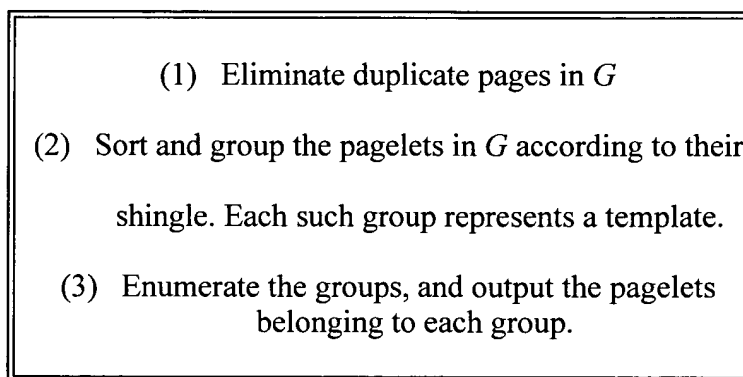 (1) Eliminate duplicate pages in G
(2) Sort and group the pagelets in G according to their
shingle. Each such group represents a template.
(3) Enumerate the groups, and output the pagelets
belonging to each group.